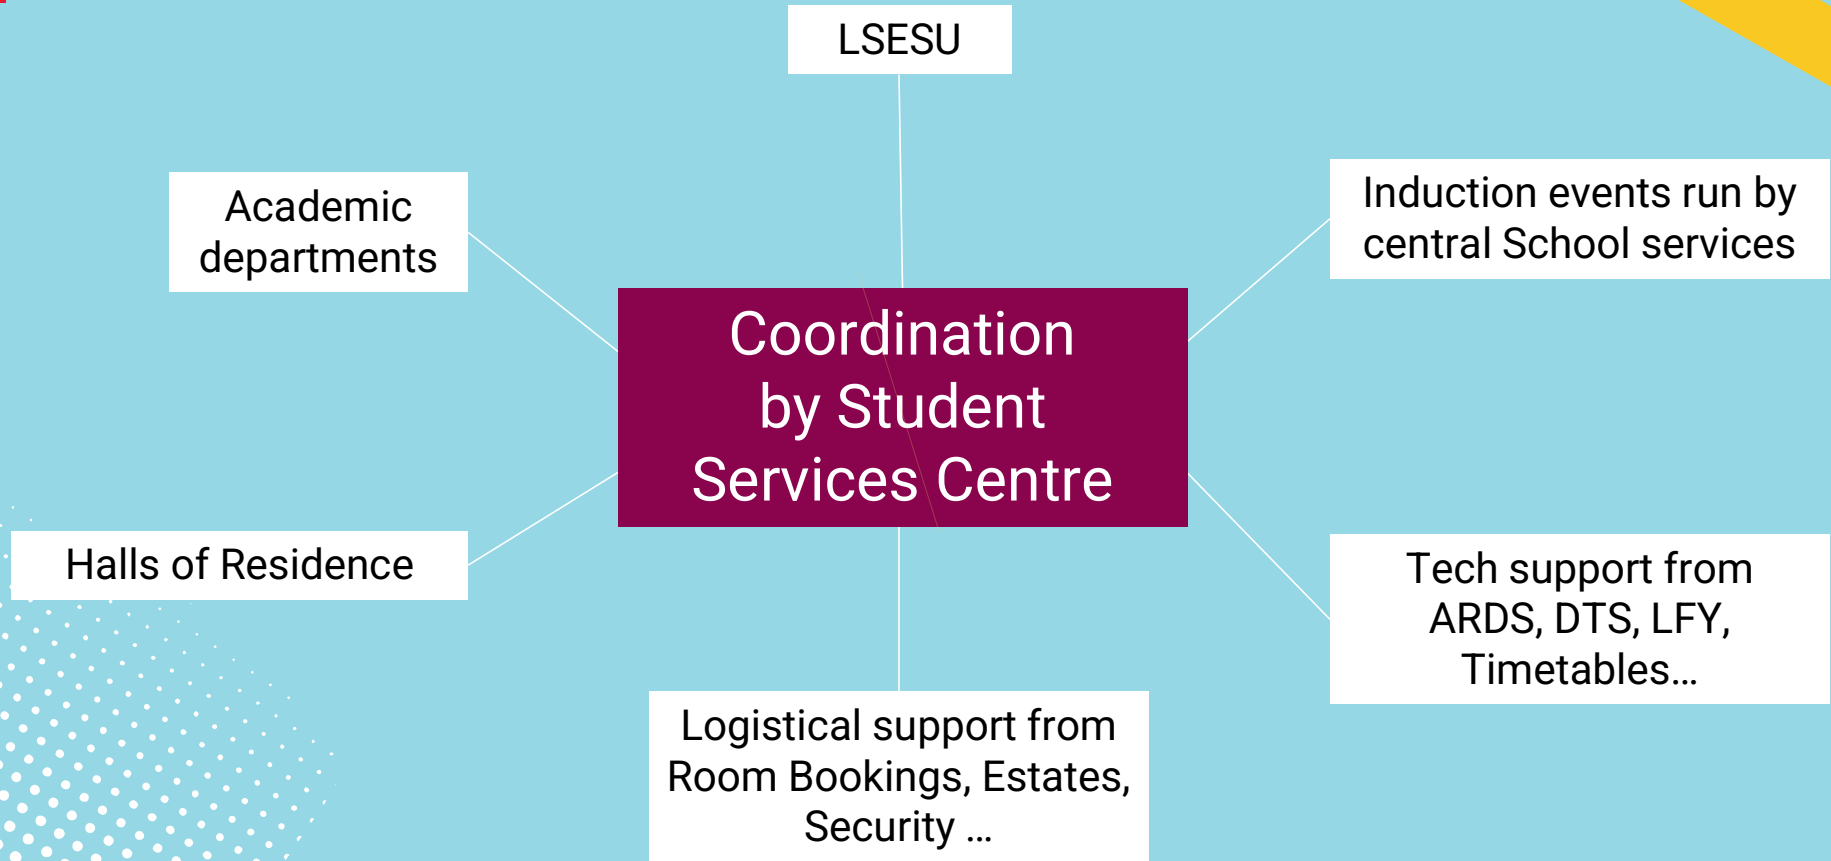 LSESU
Academic
departments
Induction events run by
central School services
Coordination
by Student
Services Centre
Halls of Residence
Tech support from
ARDS, DTS, LFY,
Timetables...
Logistical support from
Room Bookings, Estates,
Security ...